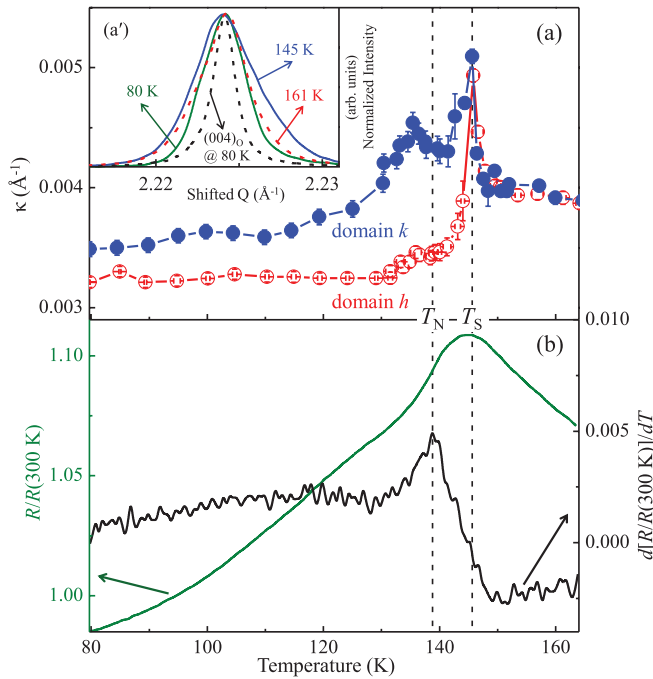 (a')
(a)
145 K
80 K
161 K
(004)O
@ 80 K
2.222
2.223
Shifted Q (Å-1)
(arb. units)
Normalized Intensity
0.005
0.004
0.003
κ (Å-1)
domain k
domain h
TN
TS
(b)
1.10
1.05
1.00
R/R(300 K)
0.010
0.005
0.000
d[R/R(300 K)]/dT
80
100
120
140
160
Temperature (K)